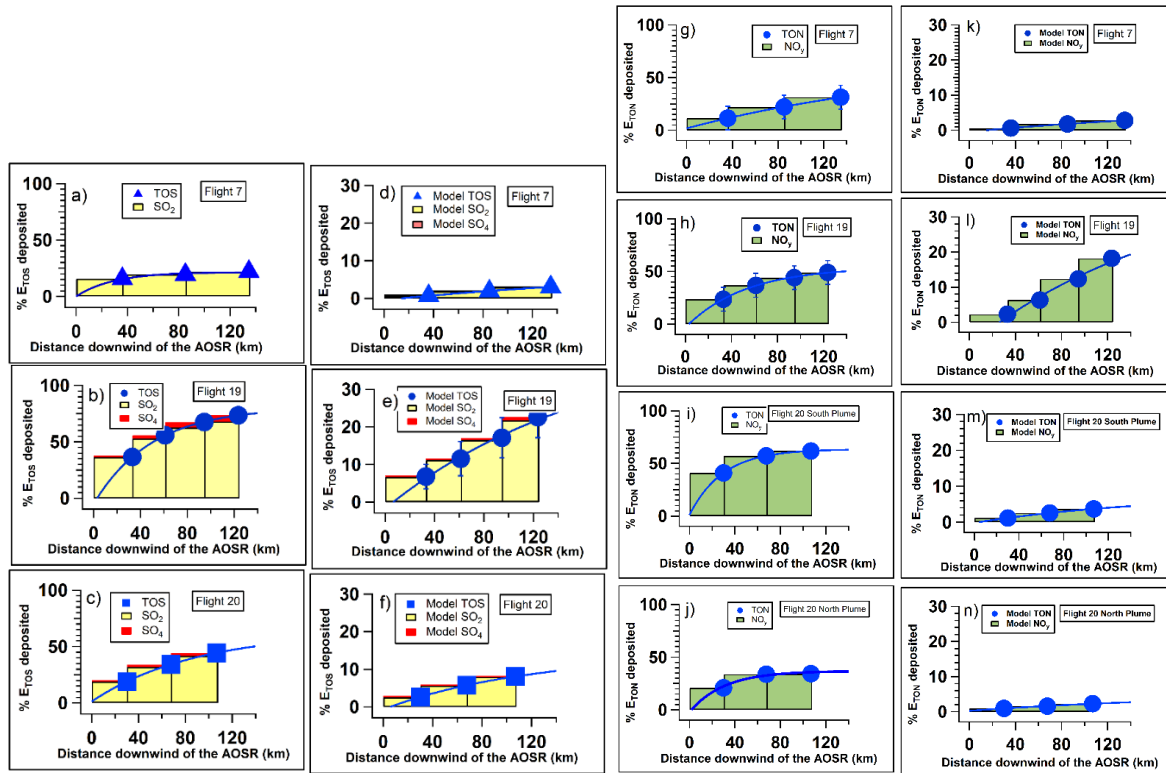 a)
TOS
SO2
Flight 7
% ETOS deposited
100
50
0
0 40 80 120
Distance downwind of the AOSR (km)
b)
TOS
SO2
SO4
Flight 19
% ETOS deposited
100
50
0
0 40 80 120
Distance downwind of the AOSR (km)
c)
TOS
SO2
SO4
Flight 20
% ETOS deposited
100
50
0
0 40 80 120
Distance downwind of the AOSR (km)
d)
Model TOS
Model SO2
Model SO4
Flight 7
% ETOS deposited
30
20
10
0
0 40 80 120
Distance downwind of the AOSR (km)
e)
Model TOS
Model SO2
Model SO4
Flight 19
% ETOS deposited
30
20
10
0
0 40 80 120
Distance downwind of the AOSR (km)
f)
Model TOS
Model SO2
Model SO4
Flight 20
% ETOS deposited
30
20
10
0
0 40 80 120
Distance downwind of the AOSR (km)
g)
TON
NOy
Flight 7
% ETON deposited
100
50
0
0 40 80 120
Distance downwind of the AOSR (km)
h)
TON
NOy
Flight 19
% ETON deposited
100
50
0
0 40 80 120
Distance downwind of the AOSR (km)
i)
TON
NOy
Flight 20 South Plume
% ETON deposited
100
50
0
0 40 80 120
Distance downwind of the AOSR (km)
j)
TON
NOy
Flight 20 North Plume
% ETON deposited
100
50
0
0 40 80 120
Distance downwind of the AOSR (km)
k)
Model TON
Model NOy
Flight 7
% ETON deposited
30
20
10
0
0 40 80 120
Distance downwind of the AOSR (km)
l)
Model TON
Model NOy
Flight 19
% ETON deposited
30
20
10
0
0 40 80 120
Distance downwind of the AOSR (km)
m)
Model TON
Model NOy
Flight 20 South Plume
% ETON deposited
30
20
10
0
0 40 80 120
Distance downwind of the AOSR (km)
n)
Model TON
Model NOy
Flight 20 North Plume
% ETON deposited
30
20
10
0
0 40 80 120
Distance downwind of the AOSR (km)